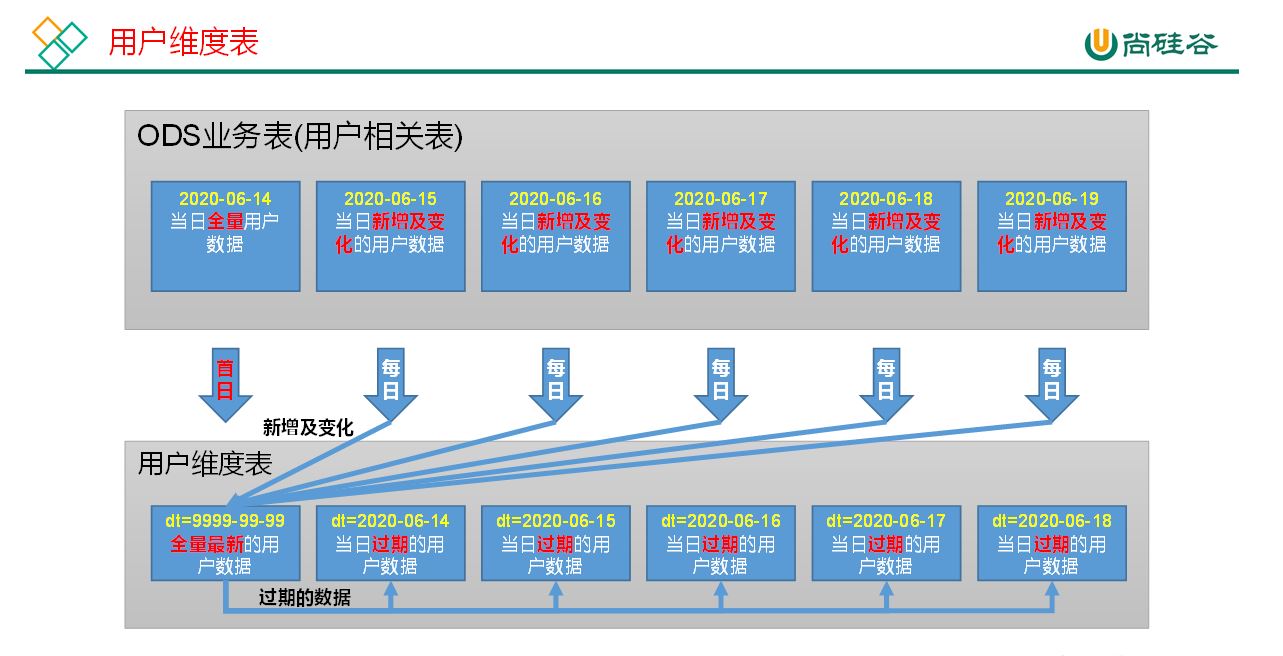 用户维度表
尚硅谷
ODS业务表(用户相关表)
2020-06-14
当日全量用户
数据
2020-06-15
当日新增及变
化的用户数据
2020-06-16
当日新增及变
化的用户数据
2020-06-17
当日新增及变
化的用户数据
2020-06-18
当日新增及变
化的用户数据
2020-06-19
当日新增及变
化的用户数据
首
日
每
日
每
日
每
日
每
日
每
日
新增及变化
用户维度表
dt=9999-99-99
全量最新的用
户数据
dt=2020-06-14
当日过期的用
户数据
dt=2020-06-15
当日过期的用
户数据
dt=2020-06-16
当日过期的用
户数据
dt=2020-06-17
当日过期的用
户数据
dt=2020-06-18
当日过期的用
户数据
过期的数据